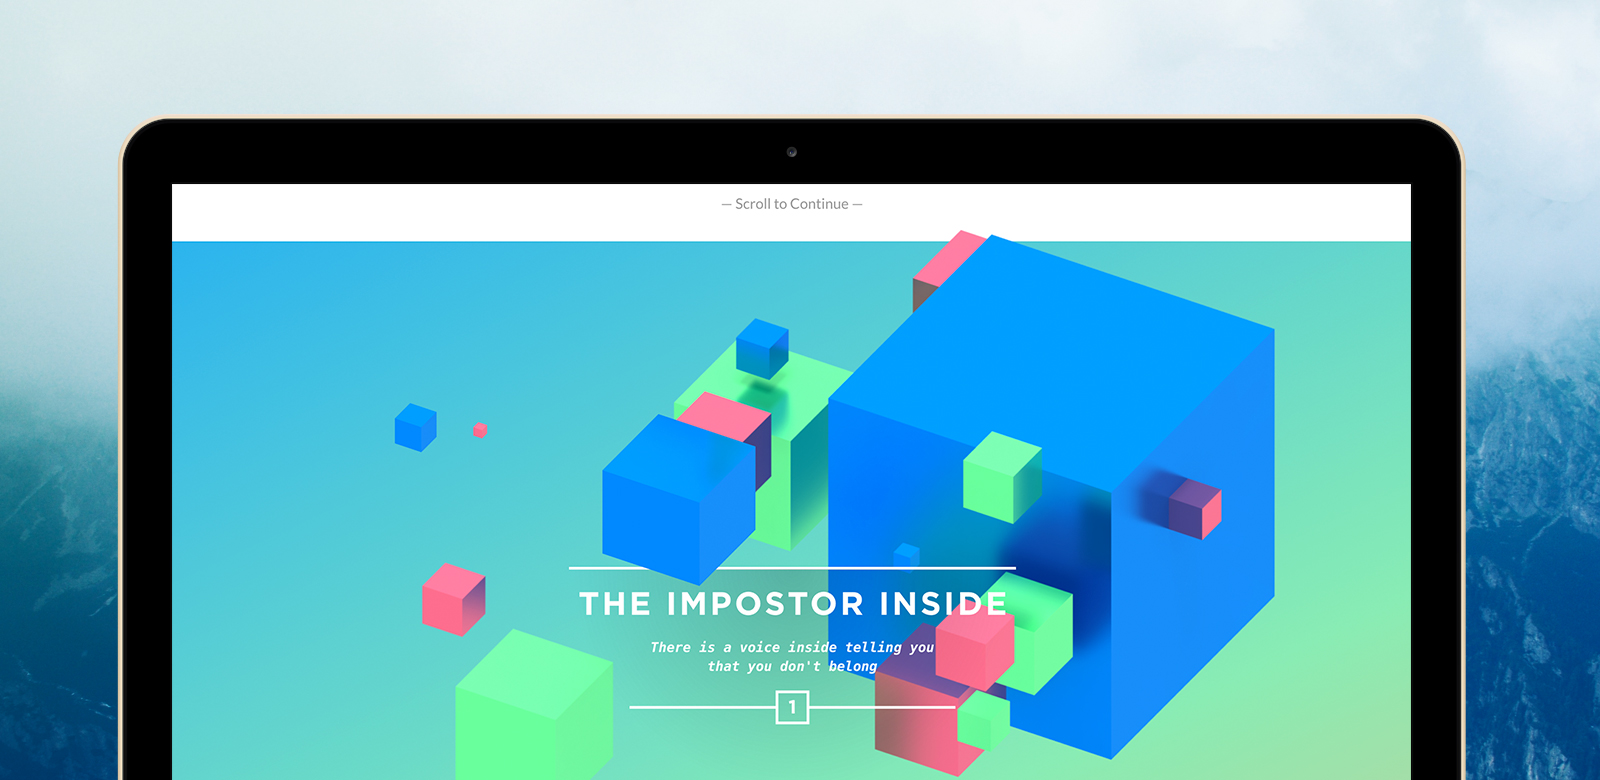 — Scroll to Continue —
THE IMPOSTOR INSIDE
There is a voice inside telling you
that you don't belong
1